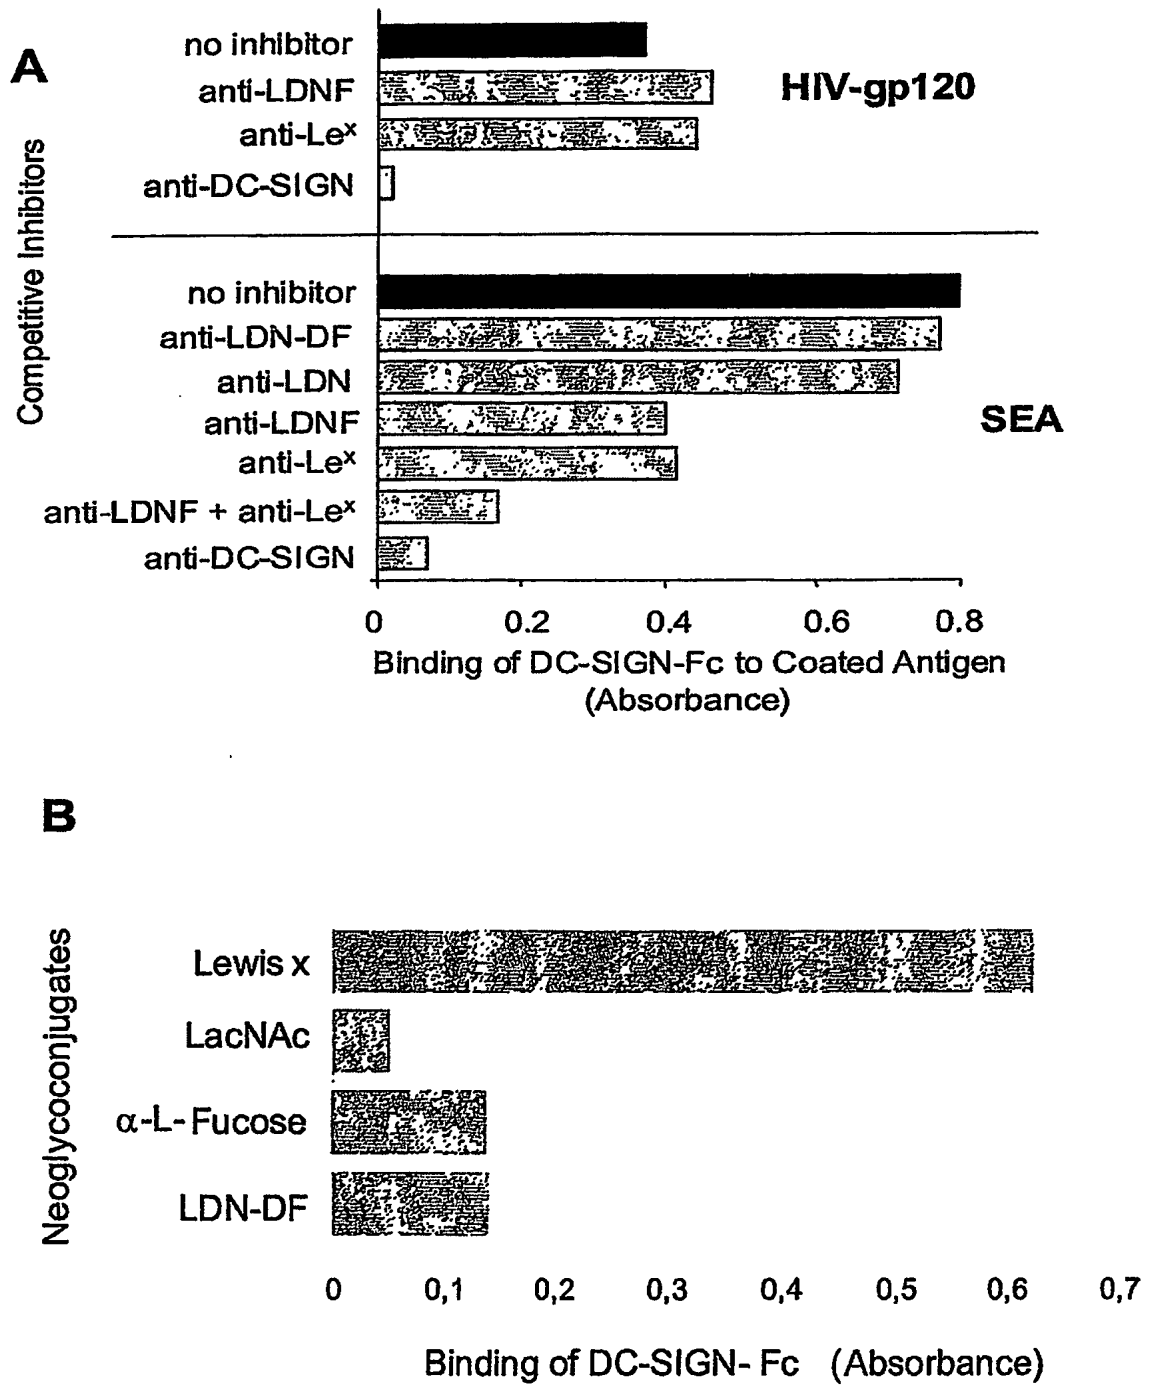 A
Competitive Inhibitors
no inhibitor
anti-LDNF
anti-Leˣ
anti-DC-SIGN
HIV-gp120
no inhibitor
anti-LDN-DF
anti-LDN
anti-LDNF
anti-Leˣ
anti-LDNF + anti-Leˣ
anti-DC-SIGN
SEA
0 0.2 0.4 0.6 0.8
Binding of DC-SIGN-Fc to Coated Antigen
(Absorbance)
B
Neoglycoconjugates
Lewis x
LacNAc
α-L-Fucose
LDN-DF
0 0,1 0,2 0,3 0,4 0,5 0,6 0,7
Binding of DC-SIGN- Fc (Absorbance)